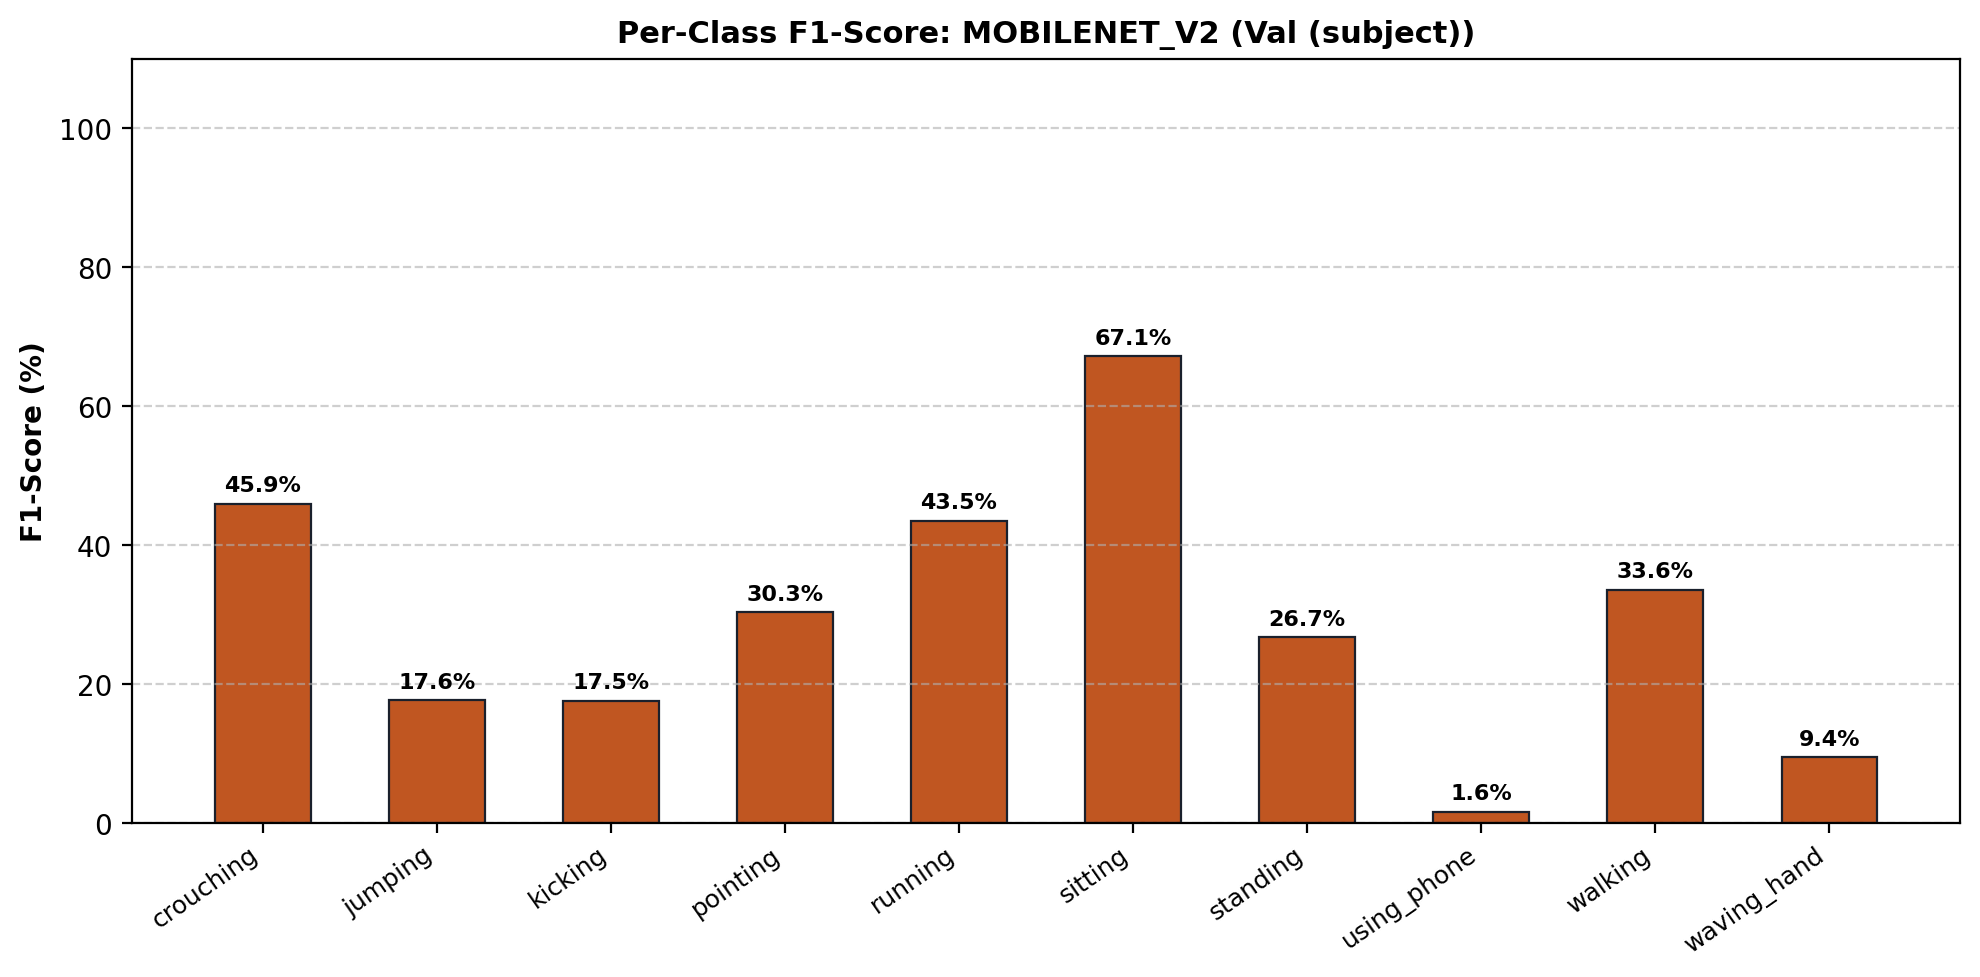 Per-Class F1-Score: MOBILENET_V2 (Val (subject))
F1-Score (%)
100
80
60
40
20
0
45.9%
17.6%
17.5%
30.3%
43.5%
67.1%
26.7%
1.6%
33.6%
9.4%
crouching
jumping
kicking
pointing
running
sitting
standing
using_phone
walking
waving_hand